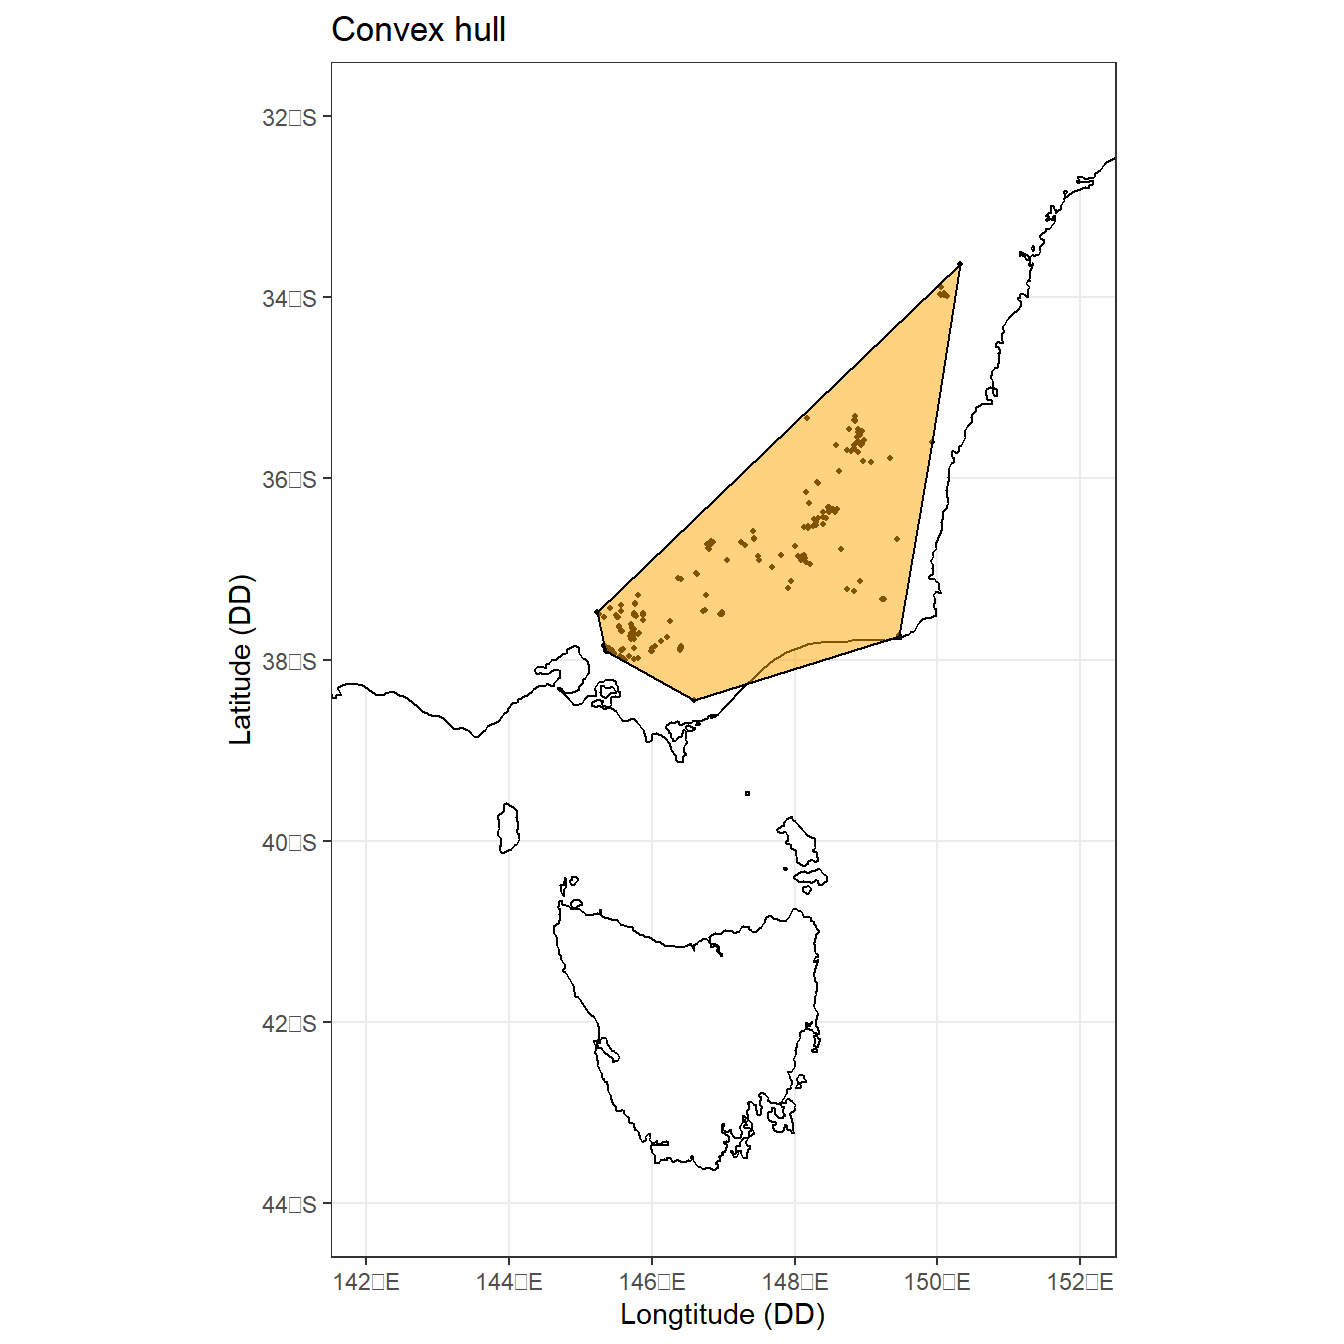 Convex hull
32□S
34□S
36□S
38□S
40□S
42□S
44□S
Latitude (DD)
142□E
144□E
146□E
148□E
150□E
152□E
Longtitude (DD)